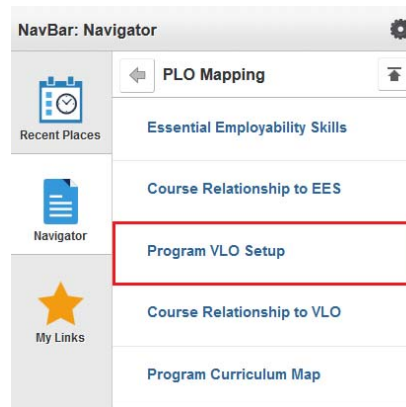 NavBar: Navigator
PLO Mapping
Recent Places
Navigator
My Links
Essential Employability Skills
Course Relationship to EES
Program VLO Setup
Course Relationship to VLO
Program Curriculum Map